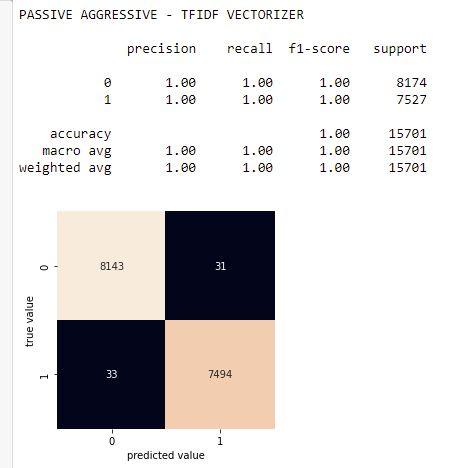 PASSIVE AGGRESSIVE - TFIDF VECTORIZER
precision recall f1-score support
0 1.00 1.00 1.00 8174
1 1.00 1.00 1.00 7527
accuracy 1.00 15701
macro avg 1.00 1.00 1.00 15701
weighted avg 1.00 1.00 1.00 15701
0 8143 31
true value
1 33 7494
0 1
predicted value